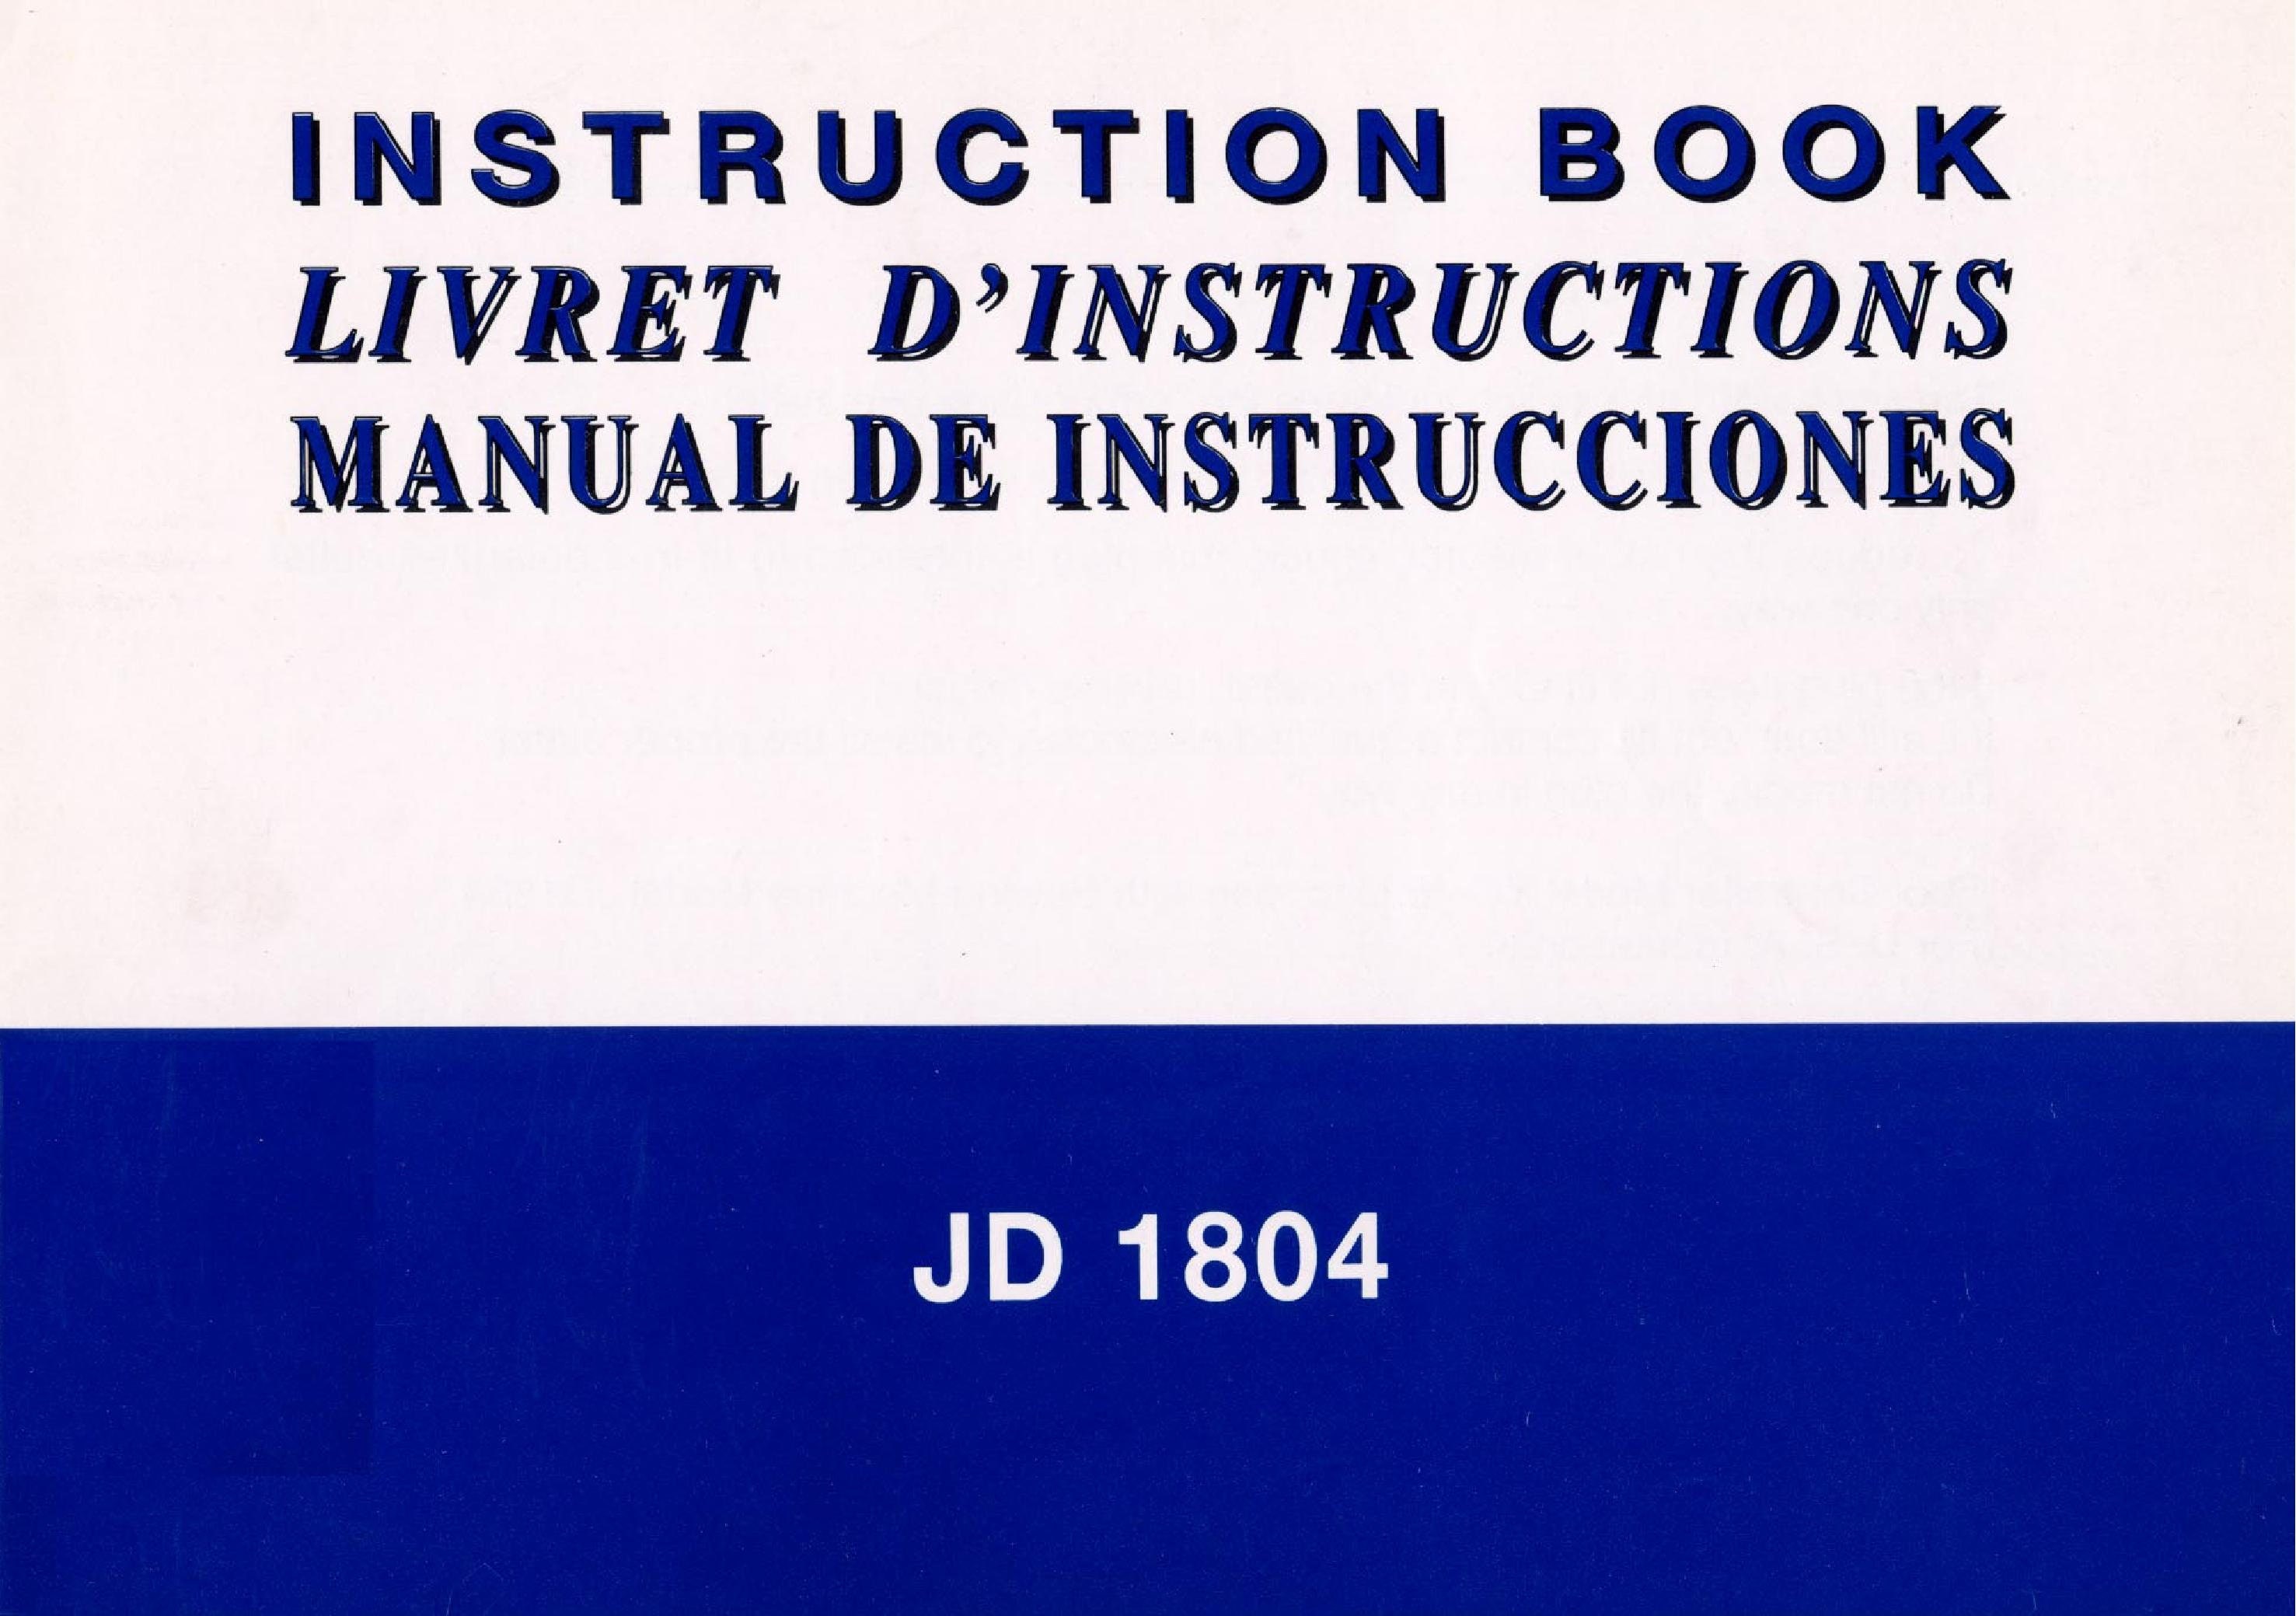 INSTRUCTION BOOK
LIVRET D'INSTRUCTIONS
MANUAL DE INSTRUCCIONES
JD 1804